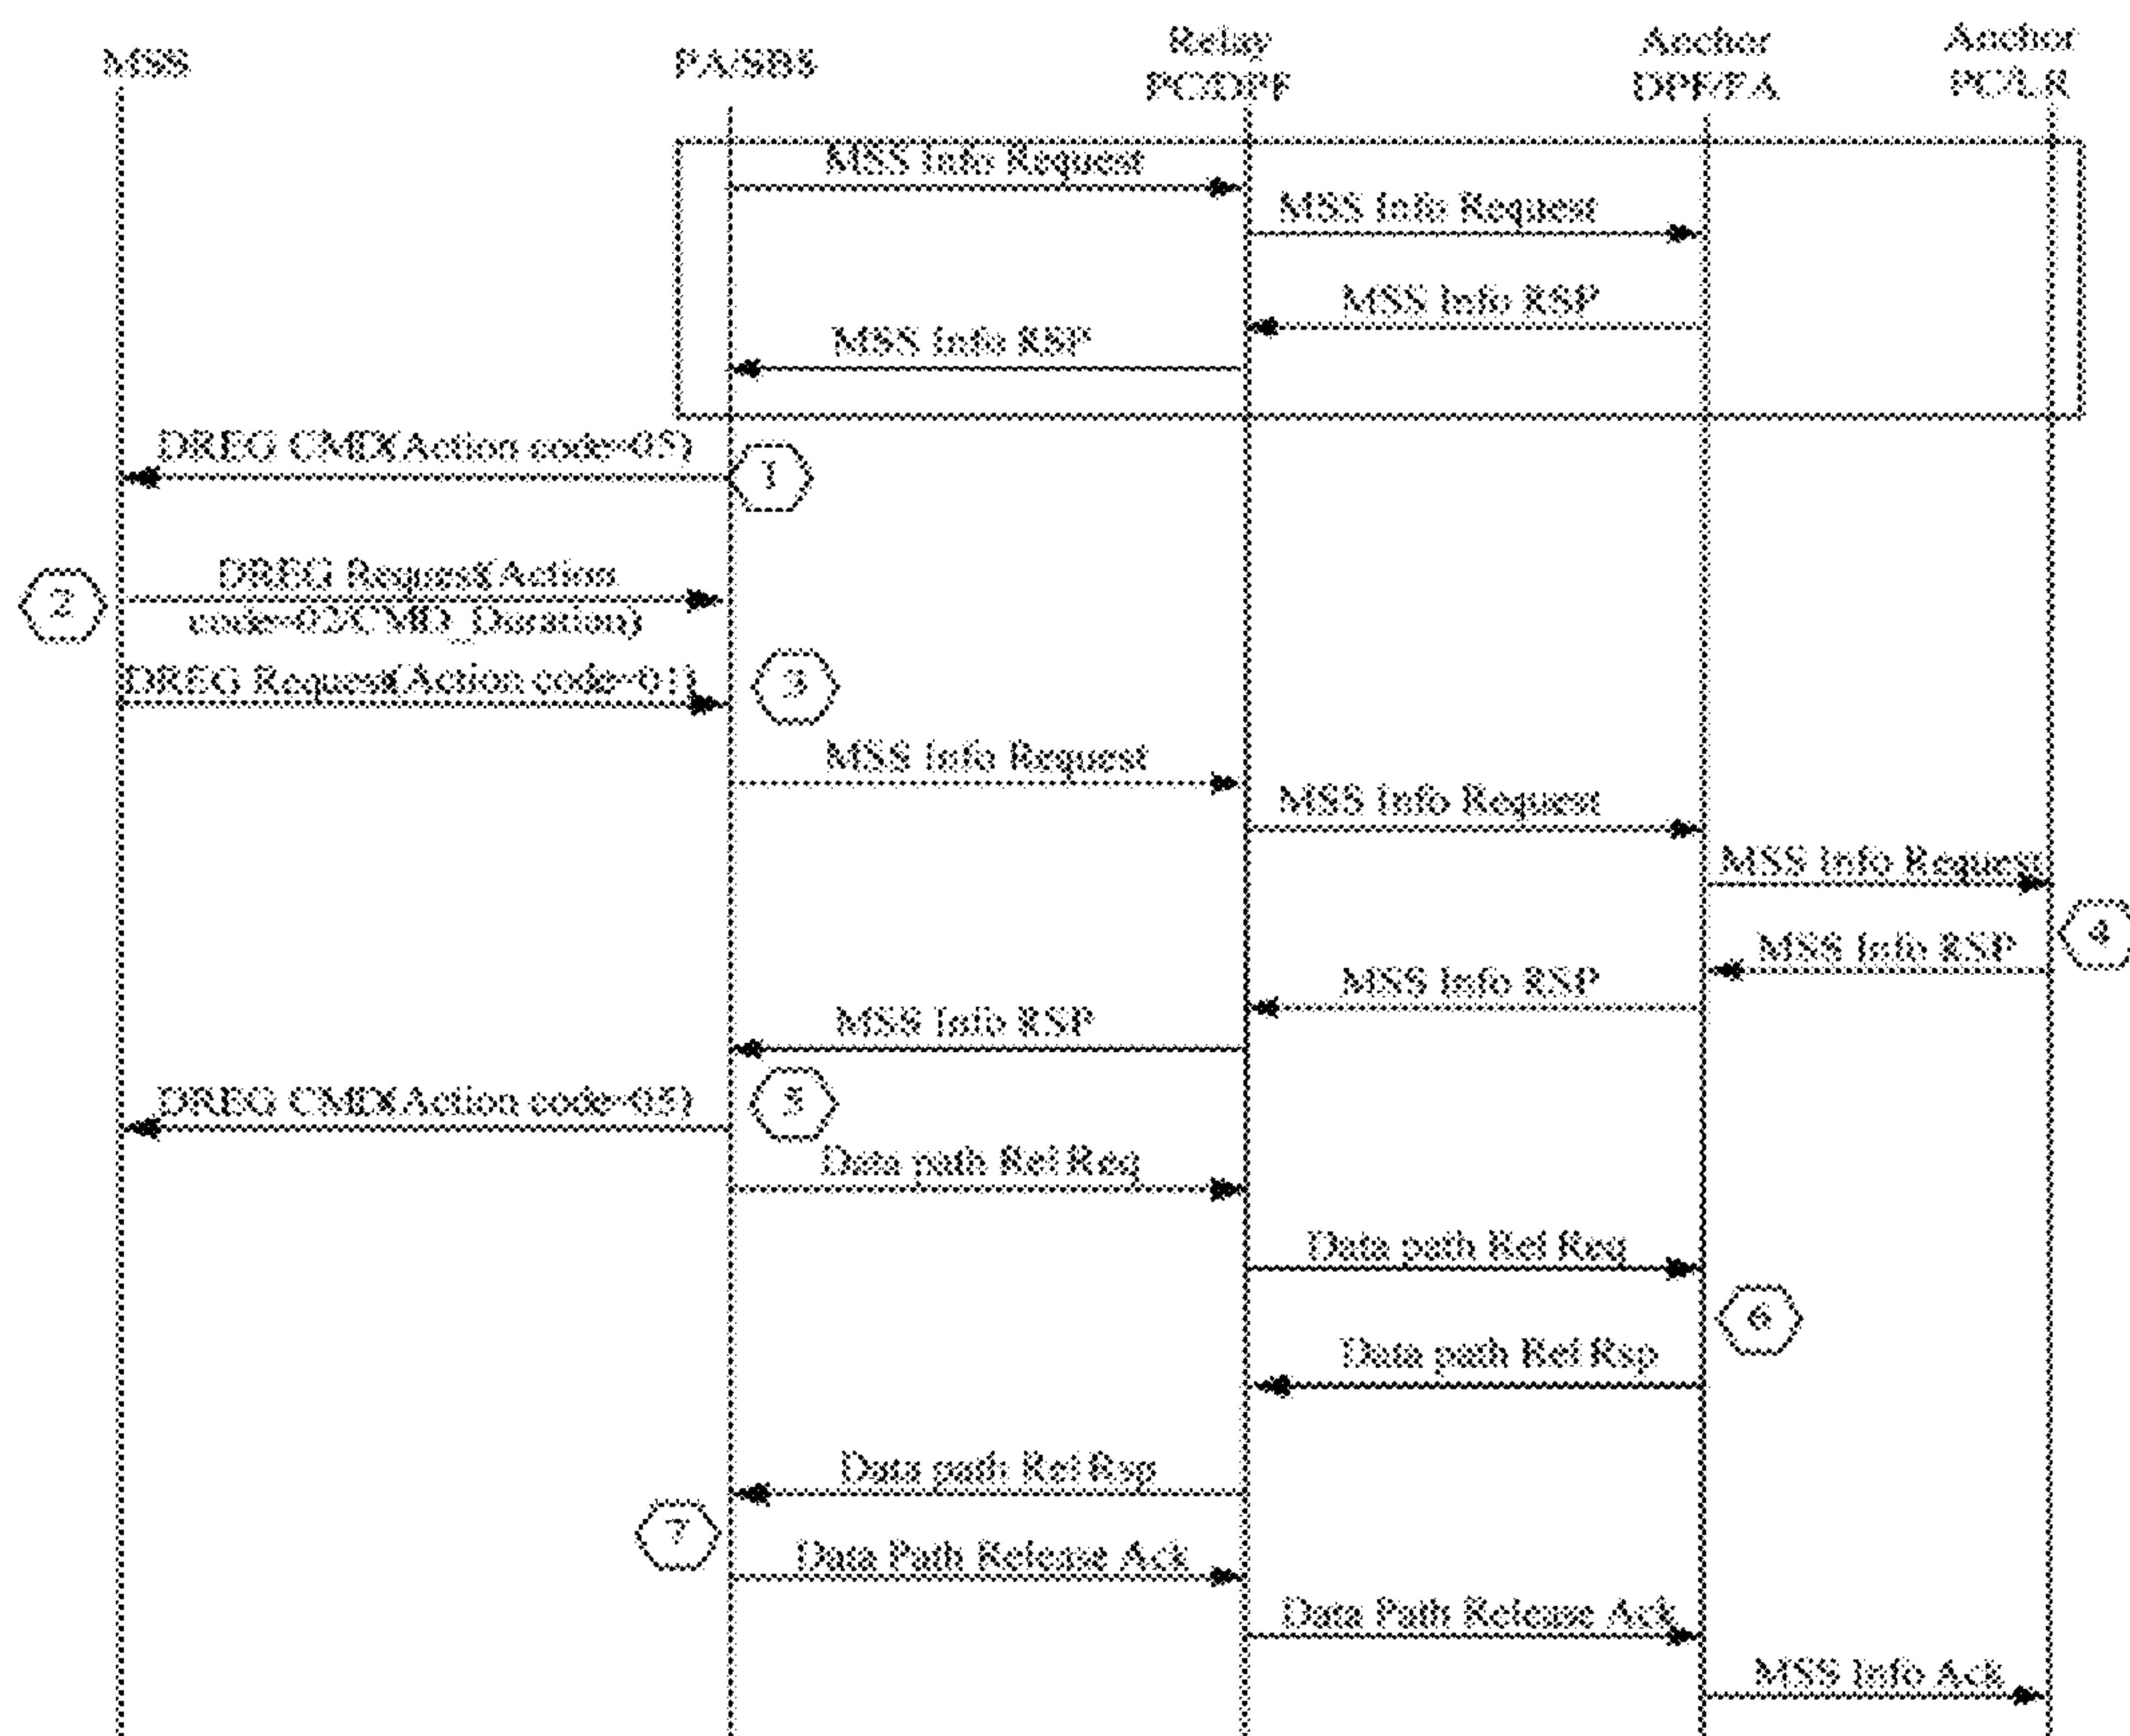 MSS
PA/SBS
Relay
PC/DPF
Anchor
DPF/FA
Anchor
PC/LR
MSS Info Request
MSS Info Request
MSS Info RSP
MSS Info RSP
DREG CMD(Action code=05)
1
2
DREG Request(Action
code=02(CMD_Duration)
DREG Request(Action code=01)
3
MSS Info Request
MSS Info Request
MSS Info Request
4
MSS Info RSP
MSS Info RSP
MSS Info RSP
5
DREG CMD(Action code=05)
Data path Rel Req
Data path Rel Req
6
Data path Rel Rsp
Data path Rel Rsp
7
Data Path Release Ack
Data Path Release Ack
MSS Info Ack